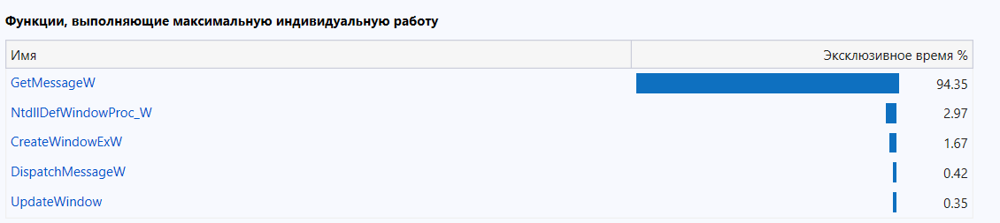 Функции, выполняющие максимальную индивидуальную работу
Имя Эксклюзивное время %
GetMessageW 94.35
NtdllDefWindowProc_W 2.97
CreateWindowExW 1.67
DispatchMessageW 0.42
UpdateWindow 0.35